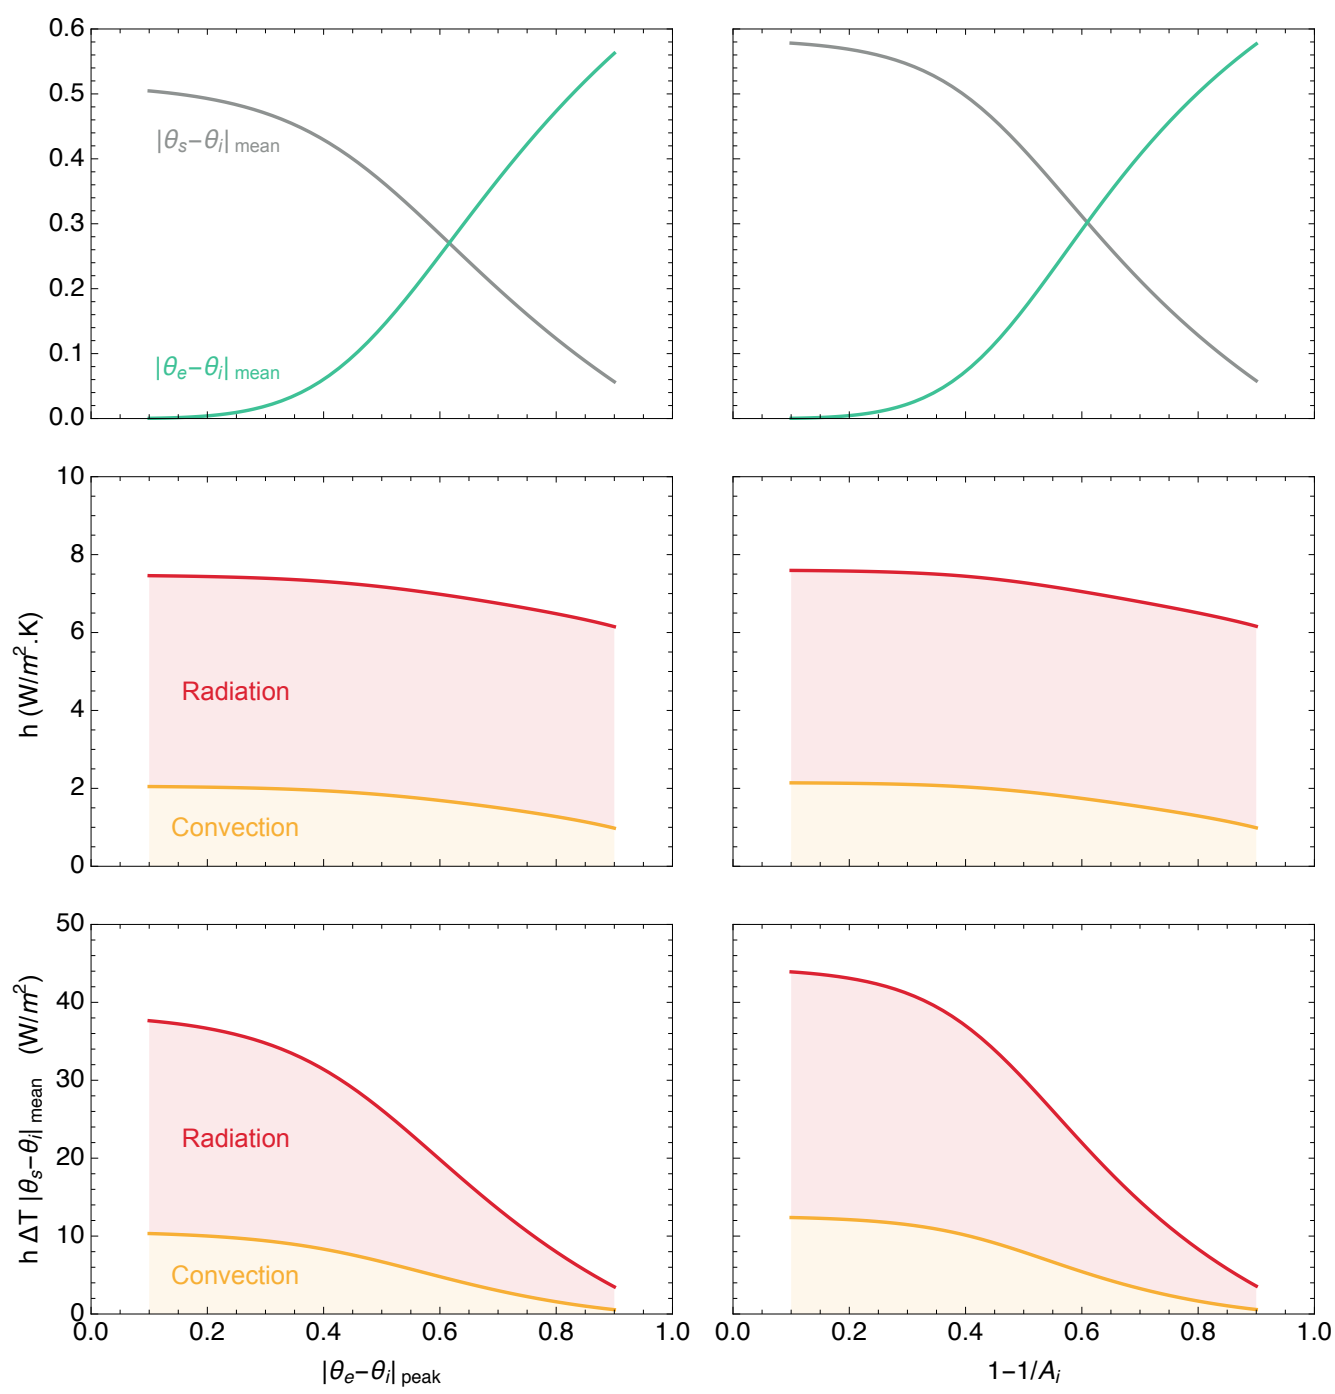 0.6
0.5
0.4
0.3
0.2
0.1
0.0
|θs−θi| mean
|θe−θi| mean
10
8
6
4
2
0
h (W/m².K)
Radiation
Convection
50
40
30
20
10
0
h ΔT |θs−θi| mean (W/m²)
Radiation
Convection
0.0 0.2 0.4 0.6 0.8 1.0
0.0 0.2 0.4 0.6 0.8 1.0
|θe−θi| peak
1−1/Ai